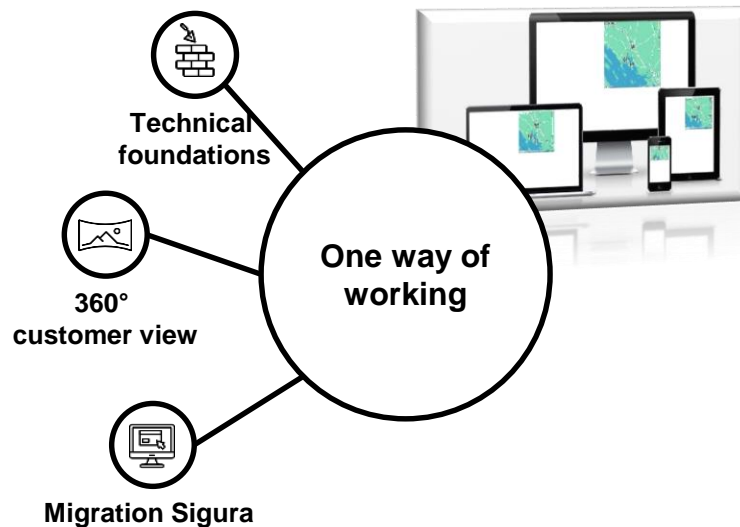 Technical
foundations
360°
customer view
Migration Sigura
One way of
working